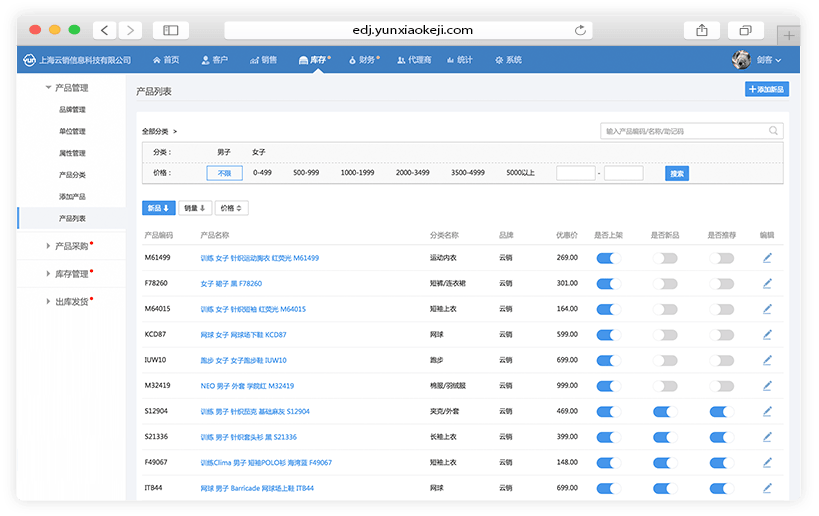 edj.yunxiaokeji.com
yun 上海云销信息科技有限公司 首页 客户 销售 库存 财务 代理商 统计 系统 剑客
产品管理
品牌管理
单位管理
属性管理
产品分类
添加产品
产品列表
产品采购
库存管理
出库发货
产品列表 +添加新品
全部分类 > 输入产品编码/名称/助记码
分类： 男子 女子
价格： 不限 0-499 500-999 1000-1999 2000-3499 3500-4999 5000以上 - 搜索
新品 销量 价格
产品编码 产品名称 分类名称 品牌 优惠价 是否上架 是否新品 是否推荐 编辑
M61499 训练 女子 针织运动胸衣 红荧光 M61499 运动内衣 云销 269.00
F78260 女子 裙子 黑 F78260 短裤/连衣裙 云销 301.00
M64015 训练 女子 针织短袖 红荧光 M64015 短袖上衣 云销 164.00
KCD87 网球 女子 网球场下鞋 KCD87 网球 云销 599.00
IUW10 跑步 女子 女子跑步鞋 IUW10 跑步 云销 699.00
M32419 NEO 男子 外套 学院红 M32419 棉服/羽绒服 云销 999.00
S12904 训练 男子 针织茄克 基础麻灰 S12904 夹克/外套 云销 469.00
S21336 训练 男子 针织套头衫 黑 S21336 长袖上衣 云销 399.00
F49067 训练Clima 男子 短袖POLO衫 海湾蓝 F49067 短袖上衣 云销 148.00
ITB44 网球 男子 Barricade 网球场上鞋 ITB44 网球 云销 699.00